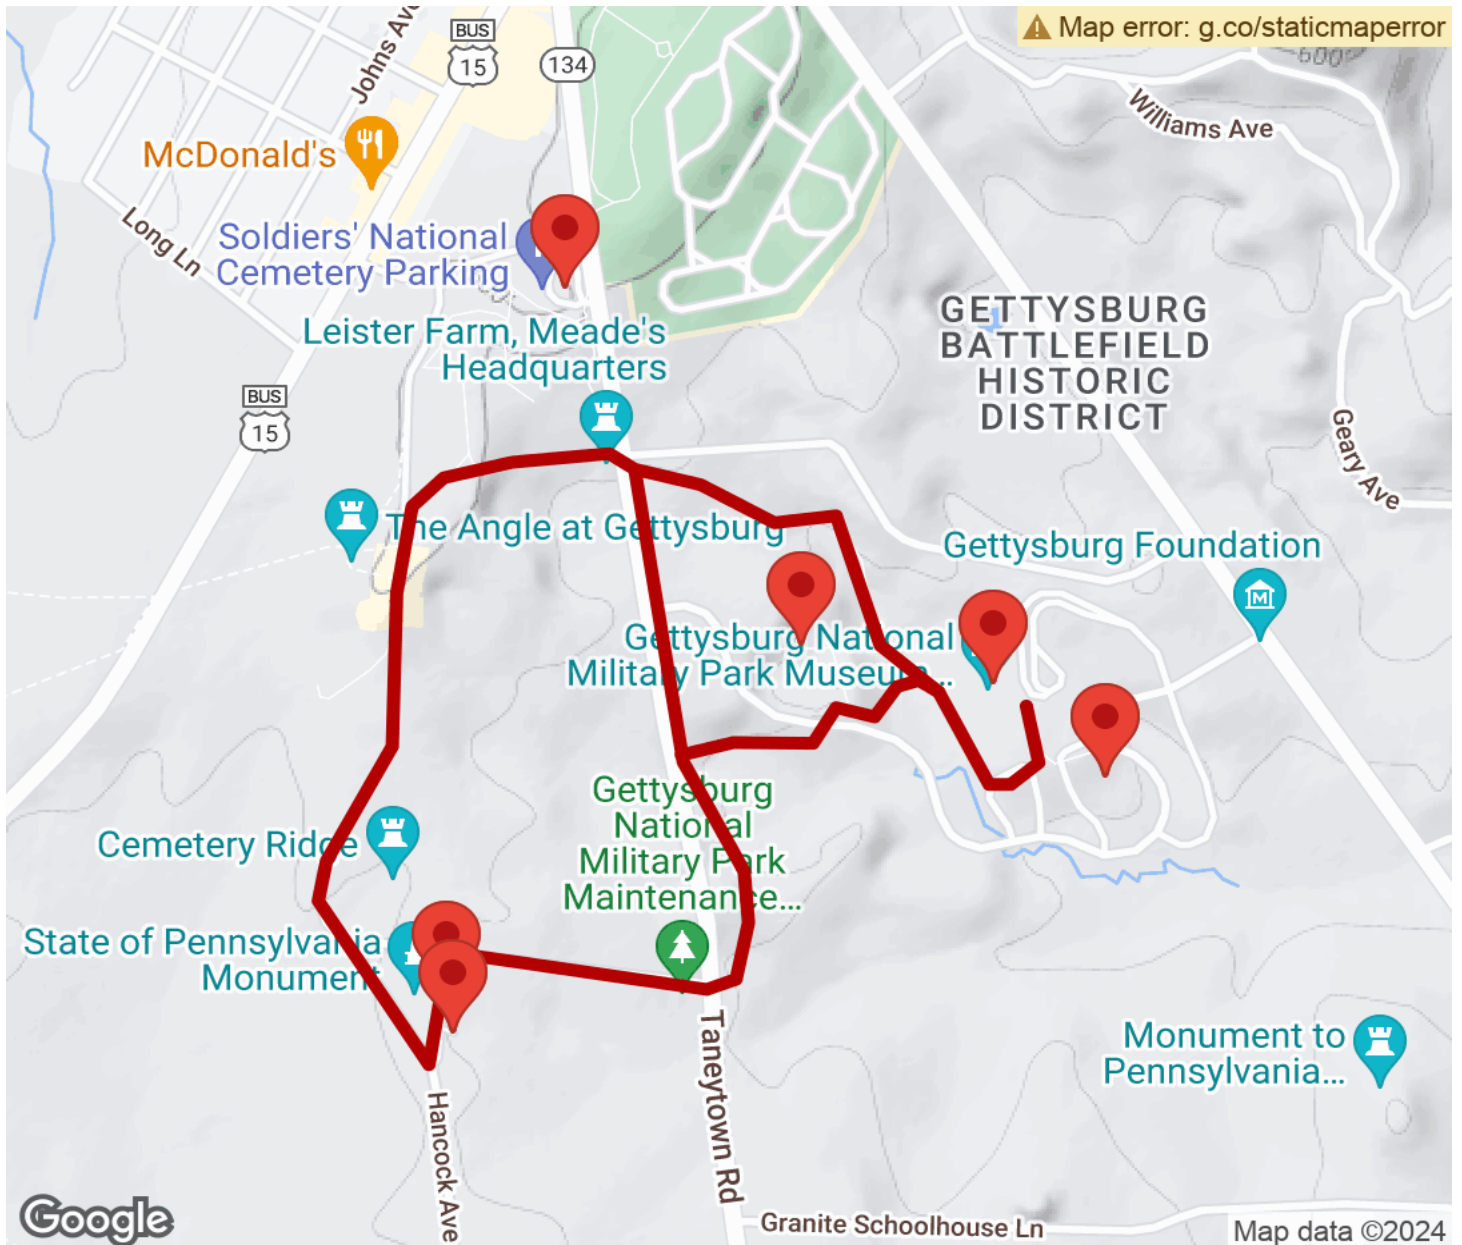 Map error: g.co/staticmaperror
BUS
15
134
Johns Ave
600
Williams Ave
McDonald's
Long Ln
Soldiers' National
Cemetery Parking
Leister Farm, Meade's
Headquarters
GETTYSBURG
BATTLEFIELD
HISTORIC
DISTRICT
BUS
15
Geary Ave
The Angle at Gettysburg
Gettysburg Foundation
M
Gettysburg National
Military Park Museum...
Gettysburg
National
Military Park
Maintenance...
Cemetery Ridge
State of Pennsylvania
Monument
Monument to
Pennsylvania...
Taneytown Rd
Hancock Ave
Granite Schoolhouse Ln
Google
Map data ©2024